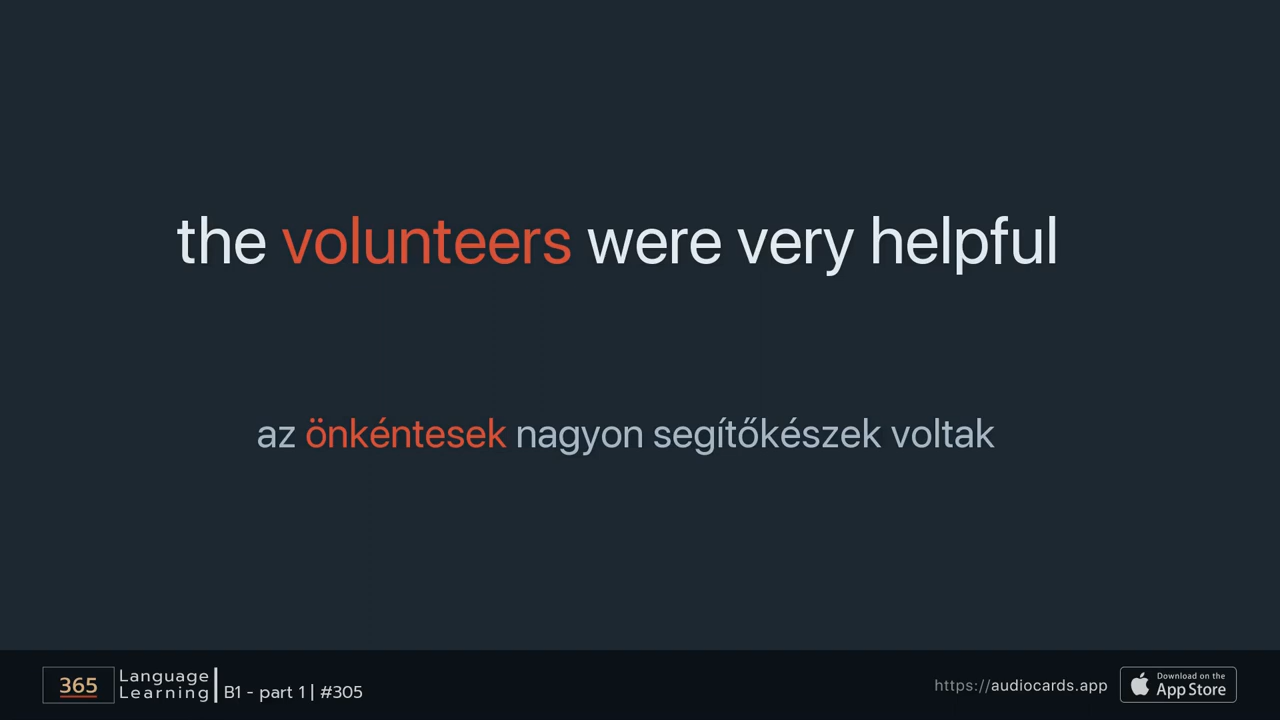 the volunteers were very helpful
az önkéntesek nagyon segítőkészek voltak
365 Language Learning | B1 - part 1 | #305
https://audiocards.app
Download on the
App Store